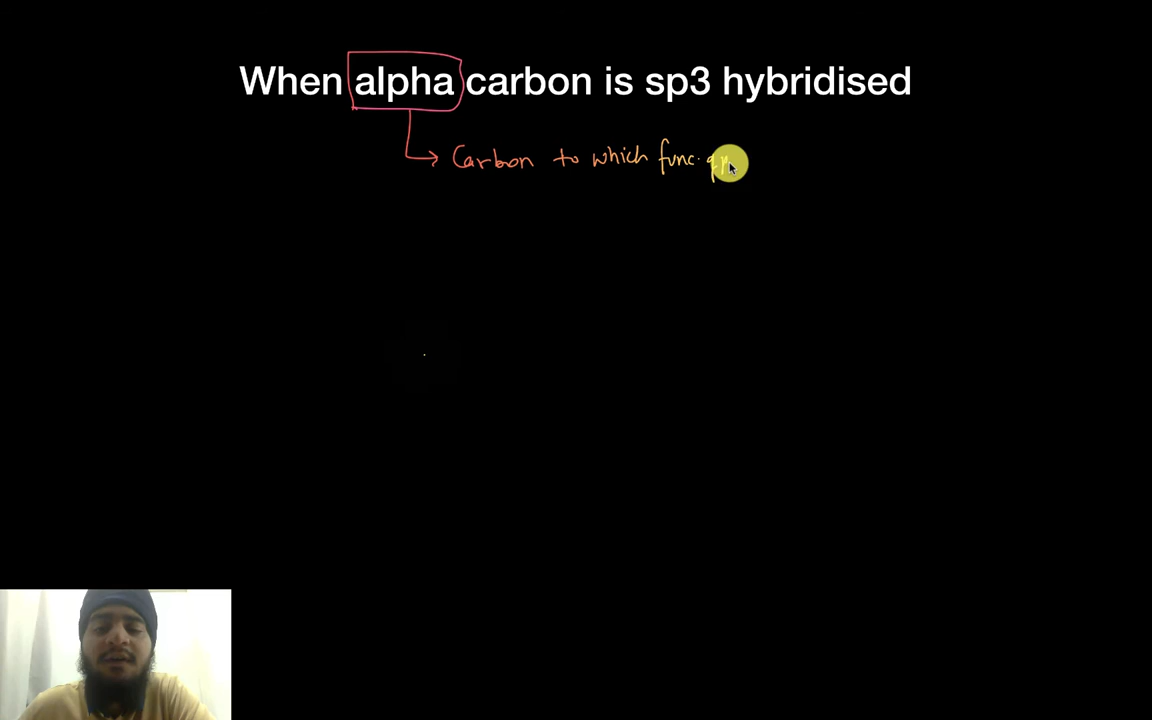 When alpha carbon is sp3 hybridised
Carbon to which func.